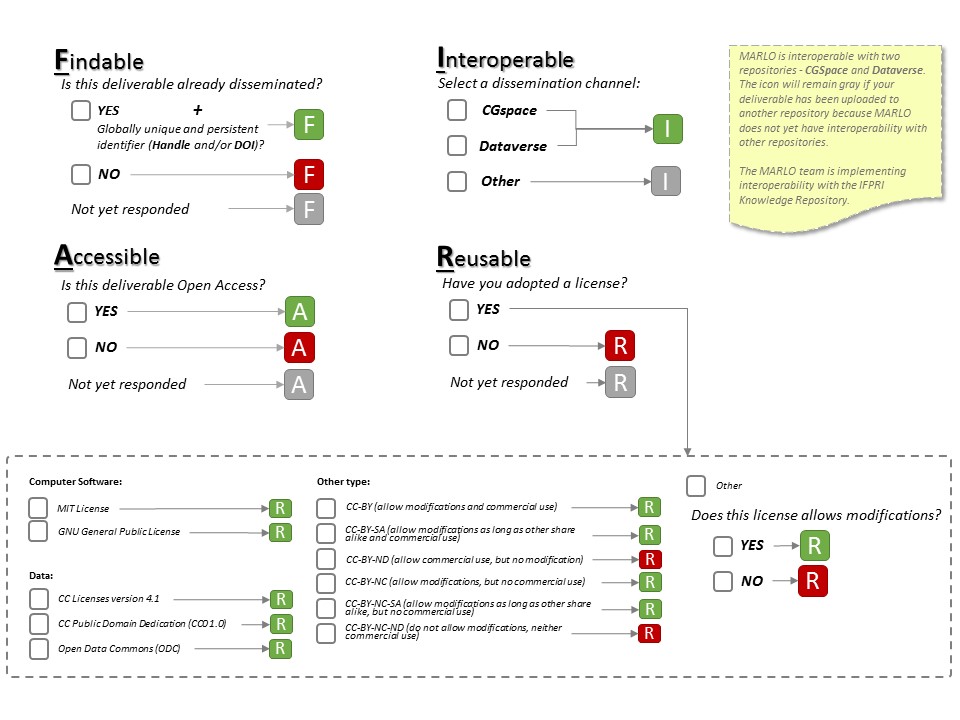 Findable
Is this deliverable already disseminated?
YES +
Globally unique and persistent
identifier (Handle and/or DOI)?
F
NO
F
Not yet responded
F
Interoperable
Select a dissemination channel:
CGspace
Dataverse
I
Other
I
MARLO is interoperable with two
repositories - CGSpace and Dataverse.
The icon will remain gray if your
deliverable has been uploaded to
another repository because MARLO
does not yet have interoperability with
other repositories.
The MARLO team is implementing
interoperability with the IFPRI
Knowledge Repository.
Accessible
Is this deliverable Open Access?
YES
A
NO
A
Not yet responded
A
Reusable
Have you adopted a license?
YES
NO
R
Not yet responded
R
Computer Software:
MIT License
R
GNU General Public License
R
Data:
CC Licenses version 4.1
R
CC Public Domain Dedication (CC01.0)
R
Open Data Commons (ODC)
R
Other type:
CC-BY (allow modifications and commercial use)
R
CC-BY-SA (allow modifications as long as other share
alike and commercial use)
R
CC-BY-ND (allow commercial use, but no modification)
R
CC-BY-NC (allow modifications, but no commercial use)
R
CC-BY-NC-SA (allow modifications as long as other share
alike, but no commercial use)
R
CC-BY-NC-ND (do not allow modifications, neither
commercial use)
R
Other
Does this license allows modifications?
YES
R
NO
R